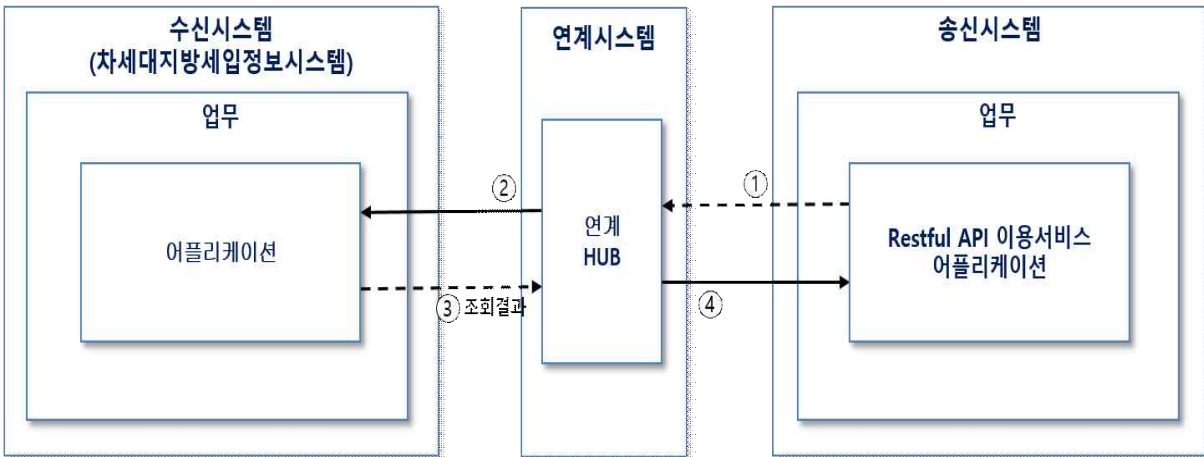 수신시스템
(차세대지방세입정보시스템)
업무
어플리케이션
연계시스템
연계
HUB
송신시스템
업무
Restful API 이용서비스
어플리케이션
①
②
③ 조회결과
④